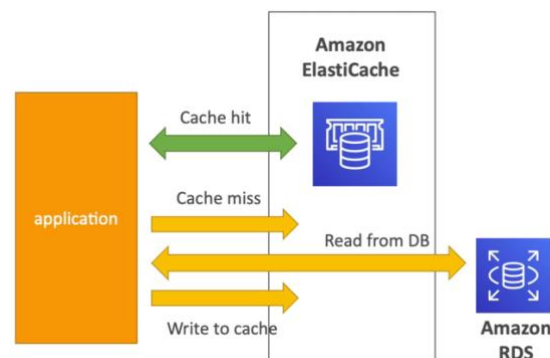 Amazon
ElastiCache
Cache hit
Cache miss
application
Read from DB
Write to cache
Amazon
RDS